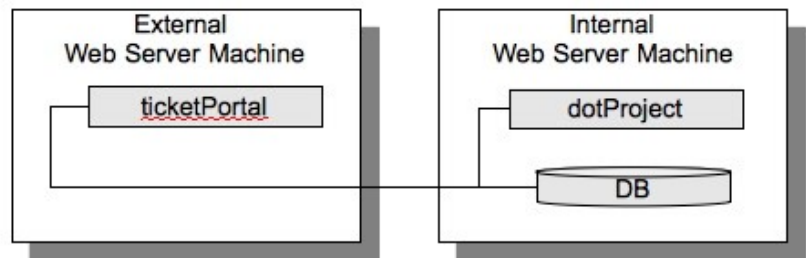 External
Web Server Machine
ticketPortal
Internal
Web Server Machine
dotProject
DB